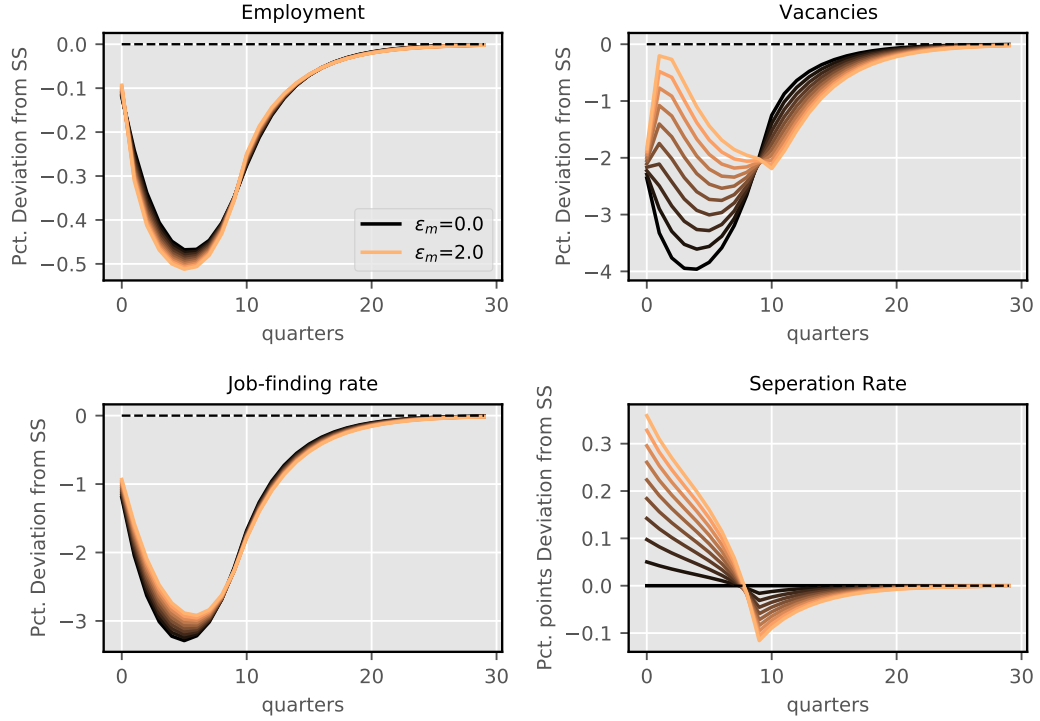 Employment
Pct. Deviation from SS
0.0
−0.1
−0.2
−0.3
−0.4
−0.5
εm=0.0
εm=2.0
0 10 20 30
quarters
Vacancies
Pct. Deviation from SS
0
−1
−2
−3
−4
0 10 20 30
quarters
Job-finding rate
Pct. Deviation from SS
0
−1
−2
−3
0 10 20 30
quarters
Seperation Rate
Pct. points Deviation from SS
0.3
0.2
0.1
0.0
−0.1
0 10 20 30
quarters